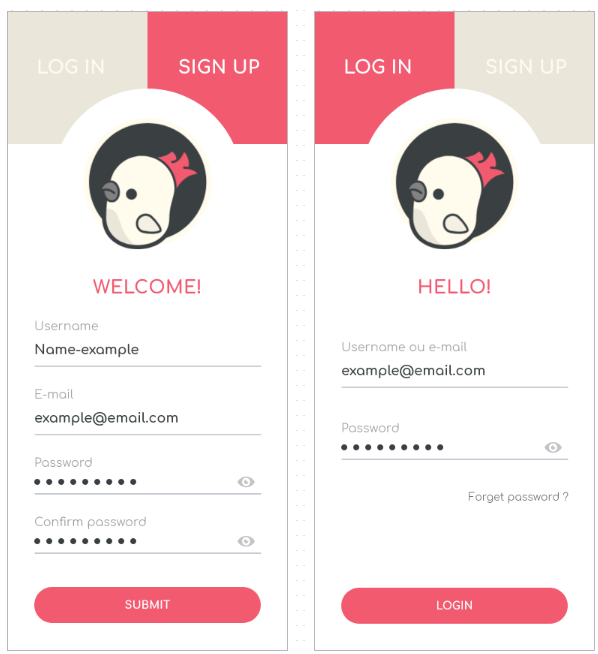 LOG IN
SIGN UP
WELCOME!
Username
Name-example
E-mail
example@email.com
Password
Confirm password
SUBMIT
LOG IN
SIGN UP
HELLO!
Username ou e-mail
example@email.com
Password
Forget password ?
LOGIN